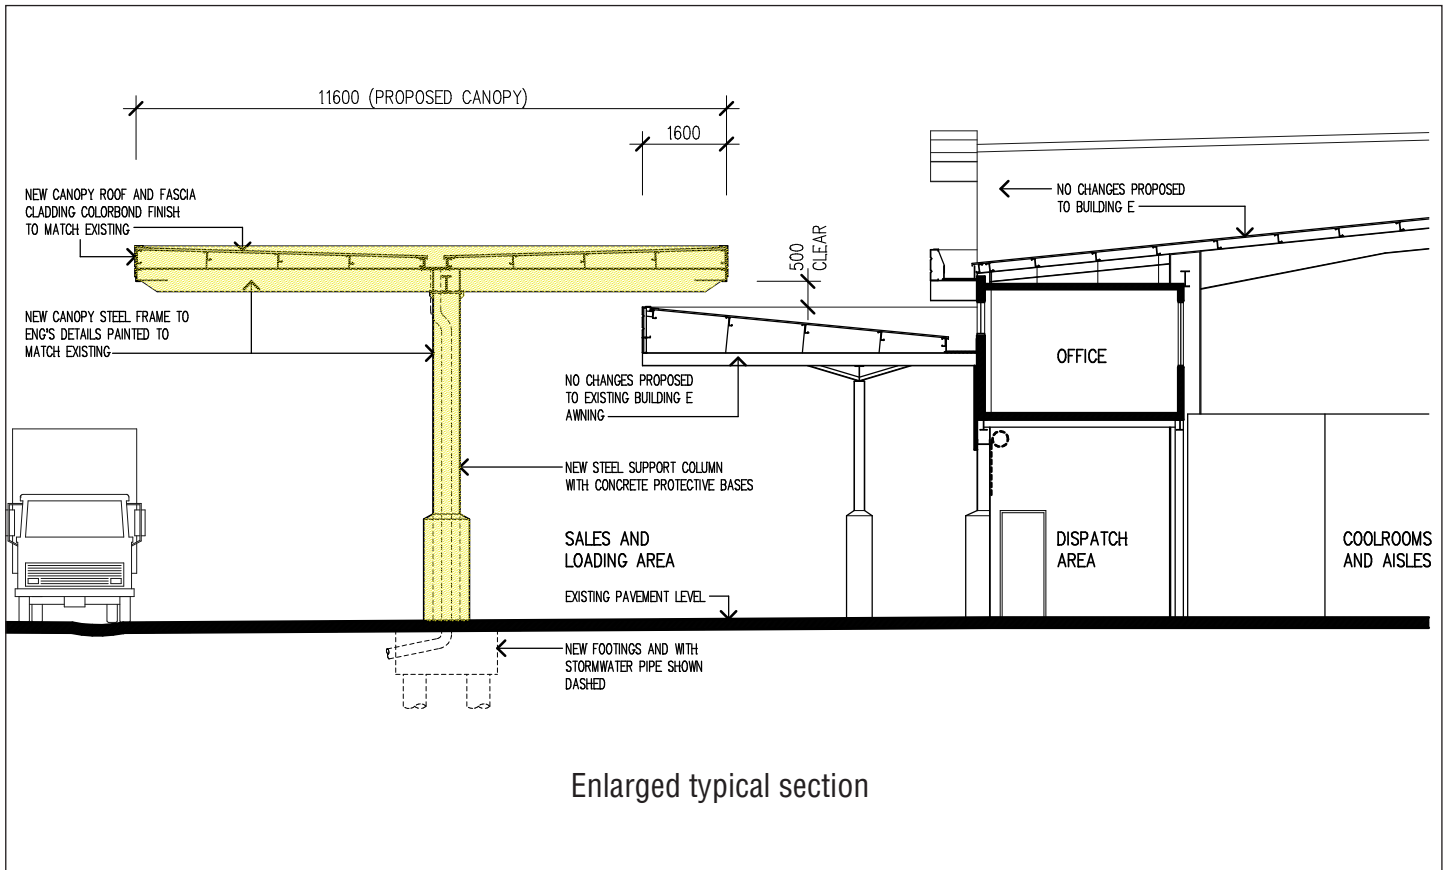 11600 (PROPOSED CANOPY)
1600
NEW CANOPY ROOF AND FASCIA
CLADDING COLORBOND FINISH
TO MATCH EXISTING
NO CHANGES PROPOSED
TO BUILDING E
500
CLEAR
NEW CANOPY STEEL FRAME TO
ENG'S DETAILS PAINTED TO
MATCH EXISTING
OFFICE
NO CHANGES PROPOSED
TO EXISTING BUILDING E
AWNING
NEW STEEL SUPPORT COLUMN
WITH CONCRETE PROTECTIVE BASES
SALES AND
LOADING AREA
DISPATCH
AREA
COOLROOMS
AND AISLES
EXISTING PAVEMENT LEVEL
NEW FOOTINGS AND WITH
STORMWATER PIPE SHOWN
DASHED
Enlarged typical section